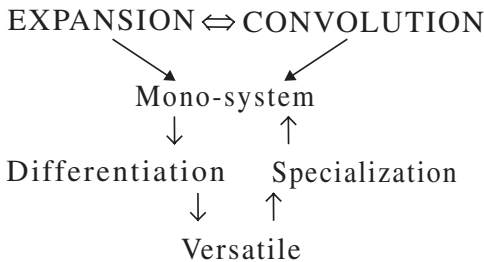 EXPANSION ⇔ CONVOLUTION
Mono-system
Differentiation Specialization
Versatile